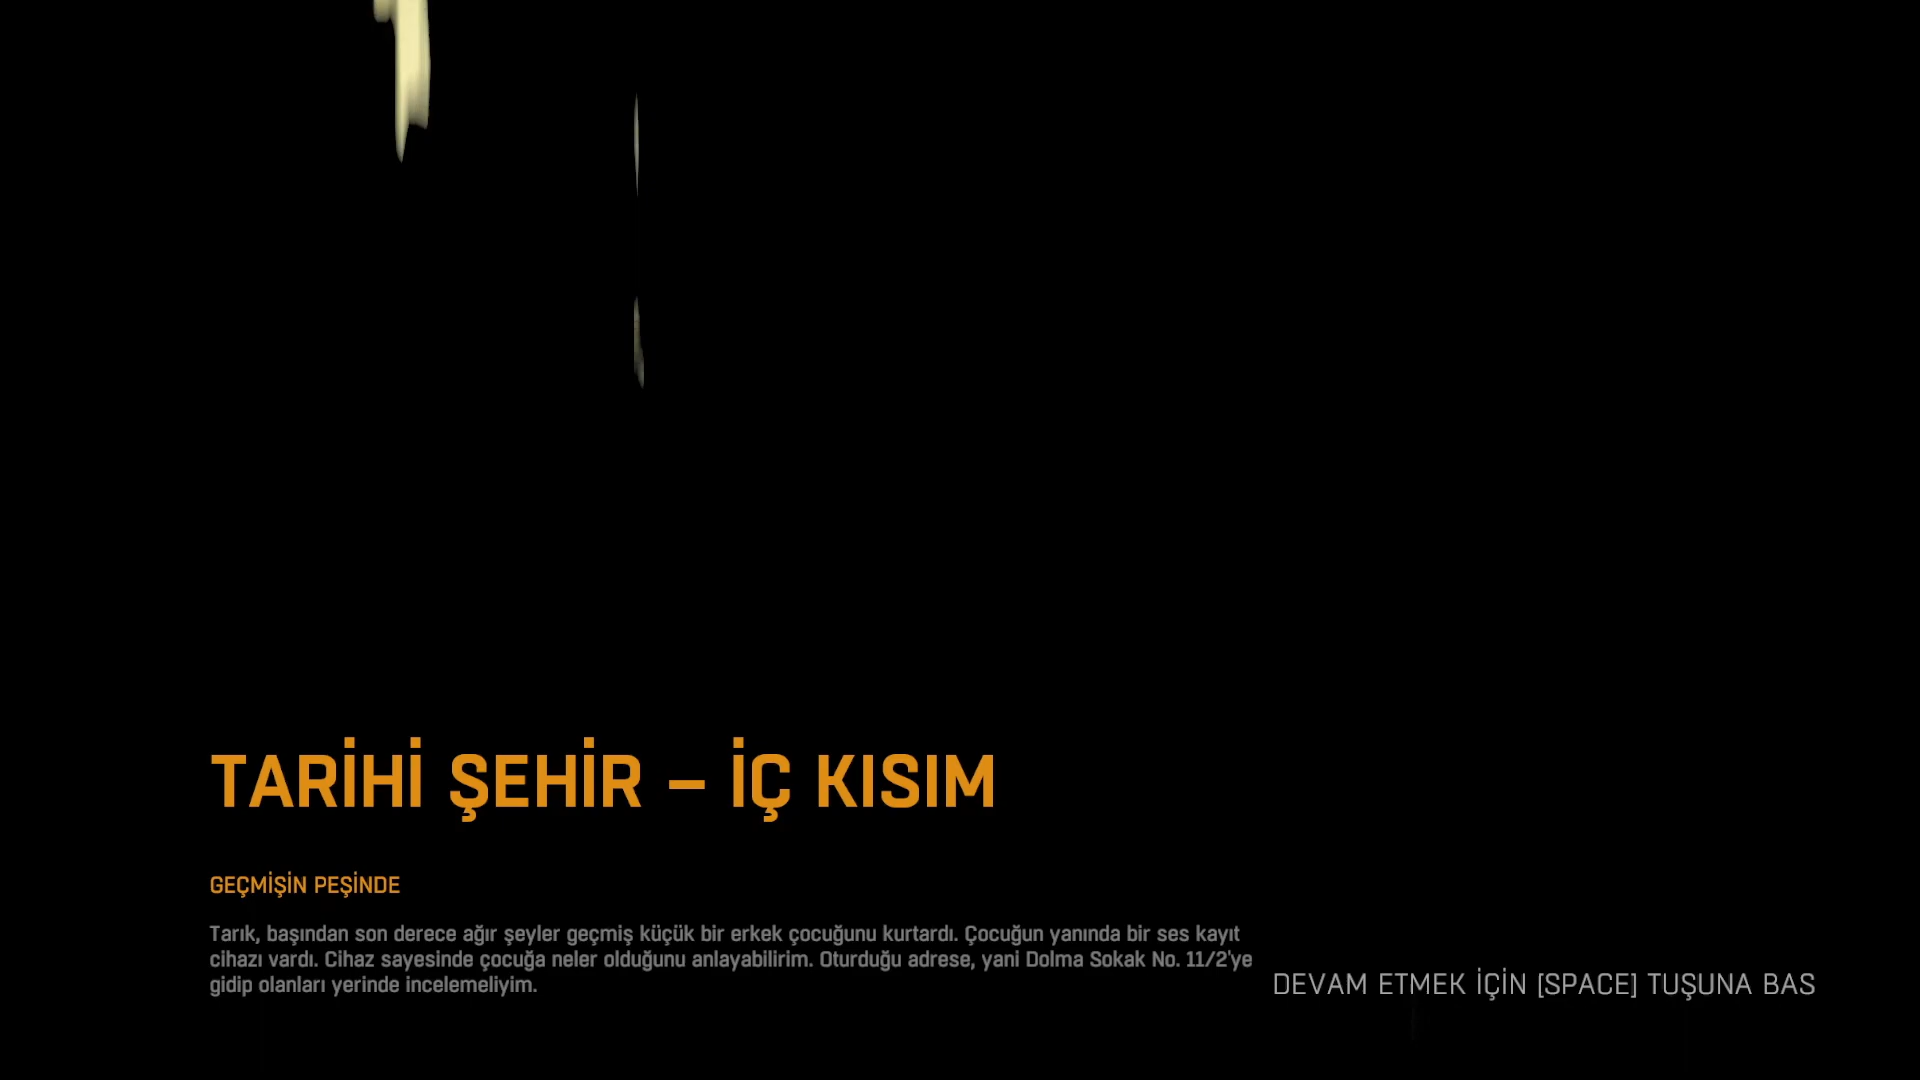 TARİHİ ŞEHİR – İÇ KISIM
GEÇMİŞİN PEŞİNDE
Tarık, başından son derece ağır şeyler geçmiş küçük bir erkek çocuğunu kurtardı. Çocuğun yanında bir ses kayıt
cihazı vardı. Cihaz sayesinde çocuğa neler olduğunu anlayabilirim. Oturduğu adrese, yani Dolma Sokak No. 11/2'ye
gidip olanları yerinde incelemeliyim.
DEVAM ETMEK İÇİN [SPACE] TUŞUNA BAS